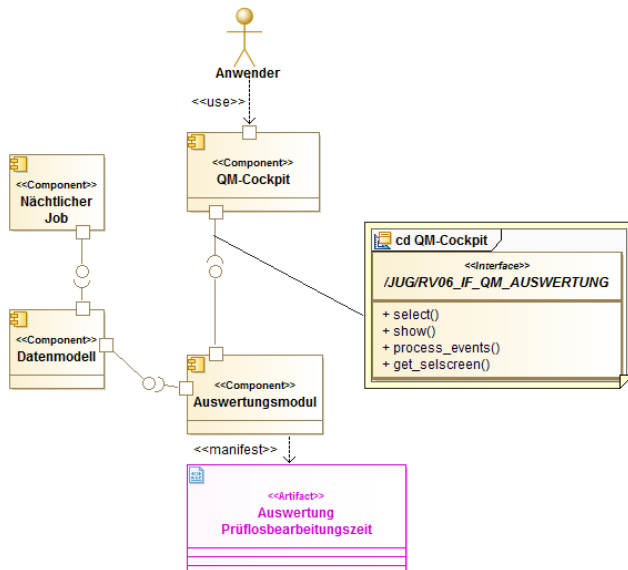 Anwender
<<use>>
<<Component>>
QM-Cockpit
<<Component>>
Nächtlicher
Job
cd QM-Cockpit
<<Interface>>
/JUG/RV06_IF_QM_AUSWERTUNG
+ select()
+ show()
+ process_events()
+ get_selscreen()
<<Component>>
Datenmodell
<<Component>>
Auswertungsmodul
<<manifest>>
<<Artifact>>
Auswertung
Prüflosbearbeitungszeit